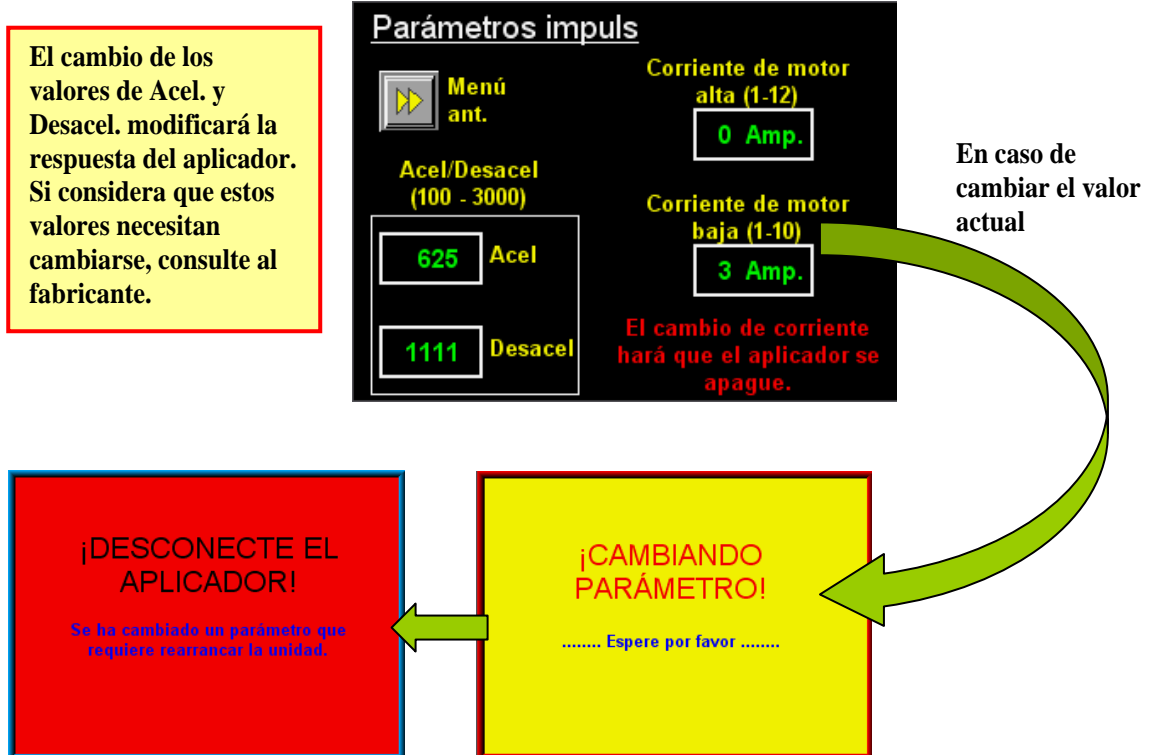 El cambio de los
valores de Acel. y
Desacel. modificará la
respuesta del aplicador.
Si considera que estos
valores necesitan
cambiarse, consulte al
fabricante.
Parámetros impuls
Menú
ant.
Acel/Desacel
(100 - 3000)
625 Acel
1111 Desacel
Corriente de motor
alta (1-12)
0 Amp.
Corriente de motor
baja (1-10)
3 Amp.
El cambio de corriente
hará que el aplicador se
apague.
En caso de
cambiar el valor
actual
¡DESCONECTE EL
APLICADOR!
Se ha cambiado un parámetro que
requiere rearrancar la unidad.
¡CAMBIANDO
PARÁMETRO!
........ Espere por favor ........